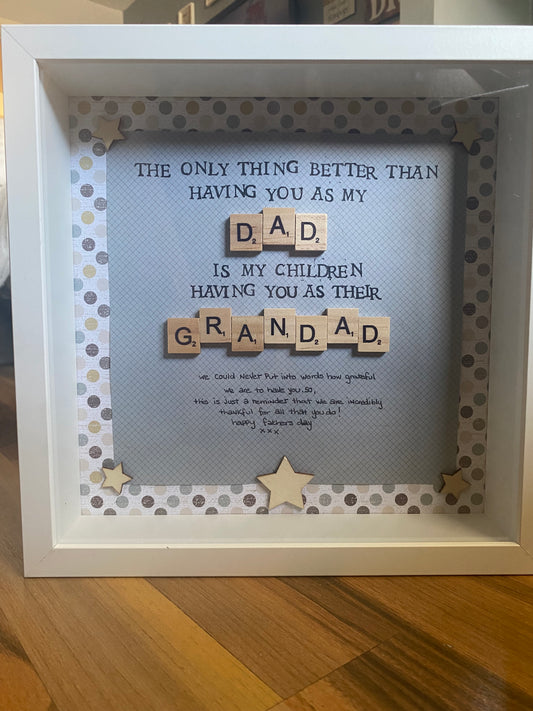 THE ONLY THING BETTER THAN
HAVING YOU AS MY
D2A1D2
IS MY CHILDREN
HAVING YOU AS THEIR
G2R1A1N1D2A1D2
we could never put into words how grateful
we are to have you. so,
this is just a reminder that we are incredibly
thankful for all that you do!
happy fathers day
xxx